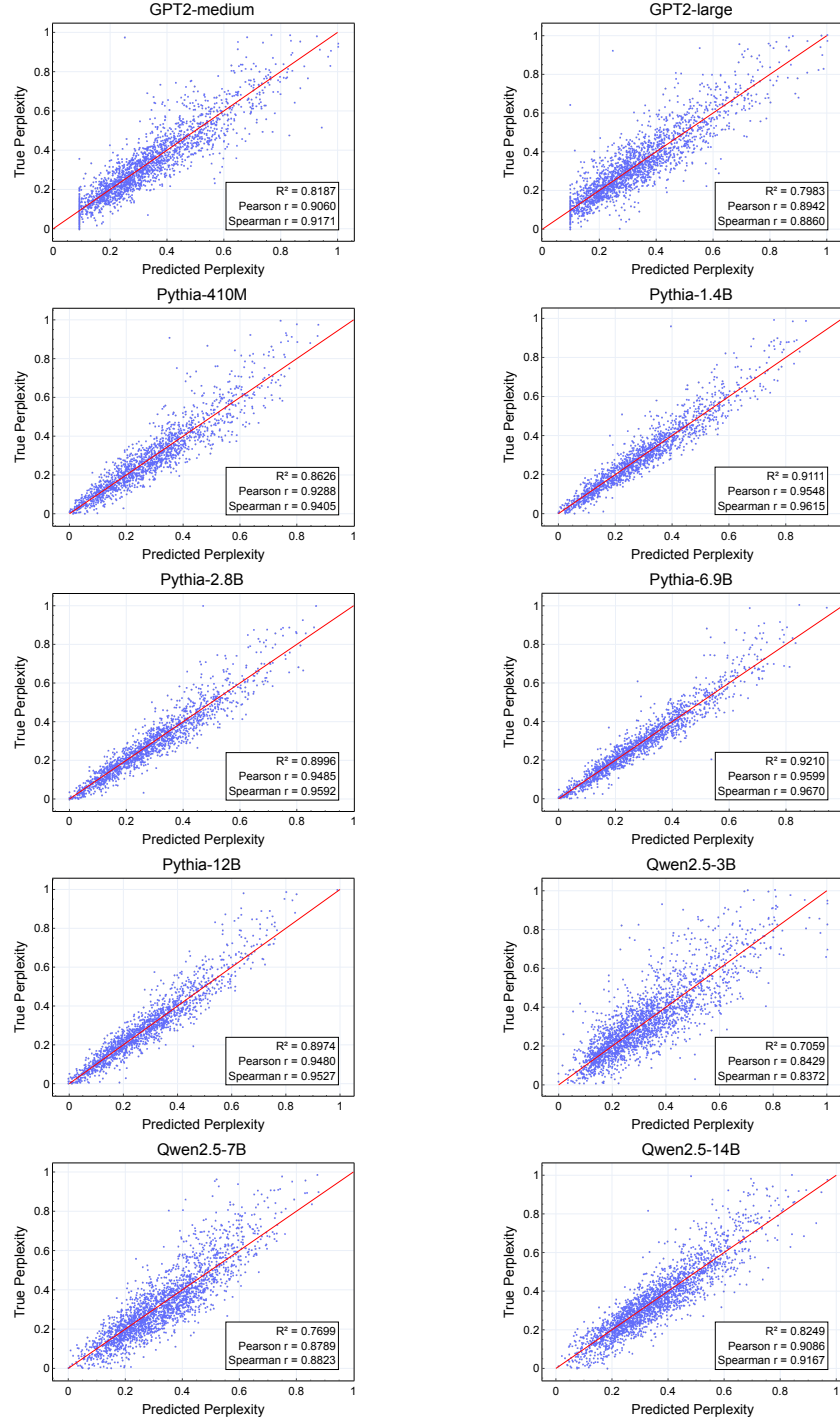 GPT2-medium
True Perplexity
1
0.8
0.6
0.4
0.2
0
R² = 0.8187
Pearson r = 0.9060
Spearman r = 0.9171
0 0.2 0.4 0.6 0.8 1
Predicted Perplexity
GPT2-large
True Perplexity
1
0.8
0.6
0.4
0.2
0
R² = 0.7983
Pearson r = 0.8942
Spearman r = 0.8860
0 0.2 0.4 0.6 0.8 1
Predicted Perplexity
Pythia-410M
True Perplexity
1
0.8
0.6
0.4
0.2
0
R² = 0.8626
Pearson r = 0.9288
Spearman r = 0.9405
0 0.2 0.4 0.6 0.8 1
Predicted Perplexity
Pythia-1.4B
True Perplexity
1
0.8
0.6
0.4
0.2
0
R² = 0.9111
Pearson r = 0.9548
Spearman r = 0.9615
0 0.2 0.4 0.6 0.8
Predicted Perplexity
Pythia-2.8B
True Perplexity
1
0.8
0.6
0.4
0.2
0
R² = 0.8996
Pearson r = 0.9485
Spearman r = 0.9592
0 0.2 0.4 0.6 0.8 1
Predicted Perplexity
Pythia-6.9B
True Perplexity
1
0.8
0.6
0.4
0.2
0
R² = 0.9210
Pearson r = 0.9599
Spearman r = 0.9670
0 0.2 0.4 0.6 0.8
Predicted Perplexity
Pythia-12B
True Perplexity
1
0.8
0.6
0.4
0.2
0
R² = 0.8974
Pearson r = 0.9480
Spearman r = 0.9527
0 0.2 0.4 0.6 0.8 1
Predicted Perplexity
Qwen2.5-3B
True Perplexity
1
0.8
0.6
0.4
0.2
0
R² = 0.7059
Pearson r = 0.8429
Spearman r = 0.8372
0 0.2 0.4 0.6 0.8 1
Predicted Perplexity
Qwen2.5-7B
True Perplexity
1
0.8
0.6
0.4
0.2
0
R² = 0.7699
Pearson r = 0.8789
Spearman r = 0.8823
0 0.2 0.4 0.6 0.8 1
Predicted Perplexity
Qwen2.5-14B
True Perplexity
1
0.8
0.6
0.4
0.2
0
R² = 0.8249
Pearson r = 0.9086
Spearman r = 0.9167
0 0.2 0.4 0.6 0.8 1
Predicted Perplexity